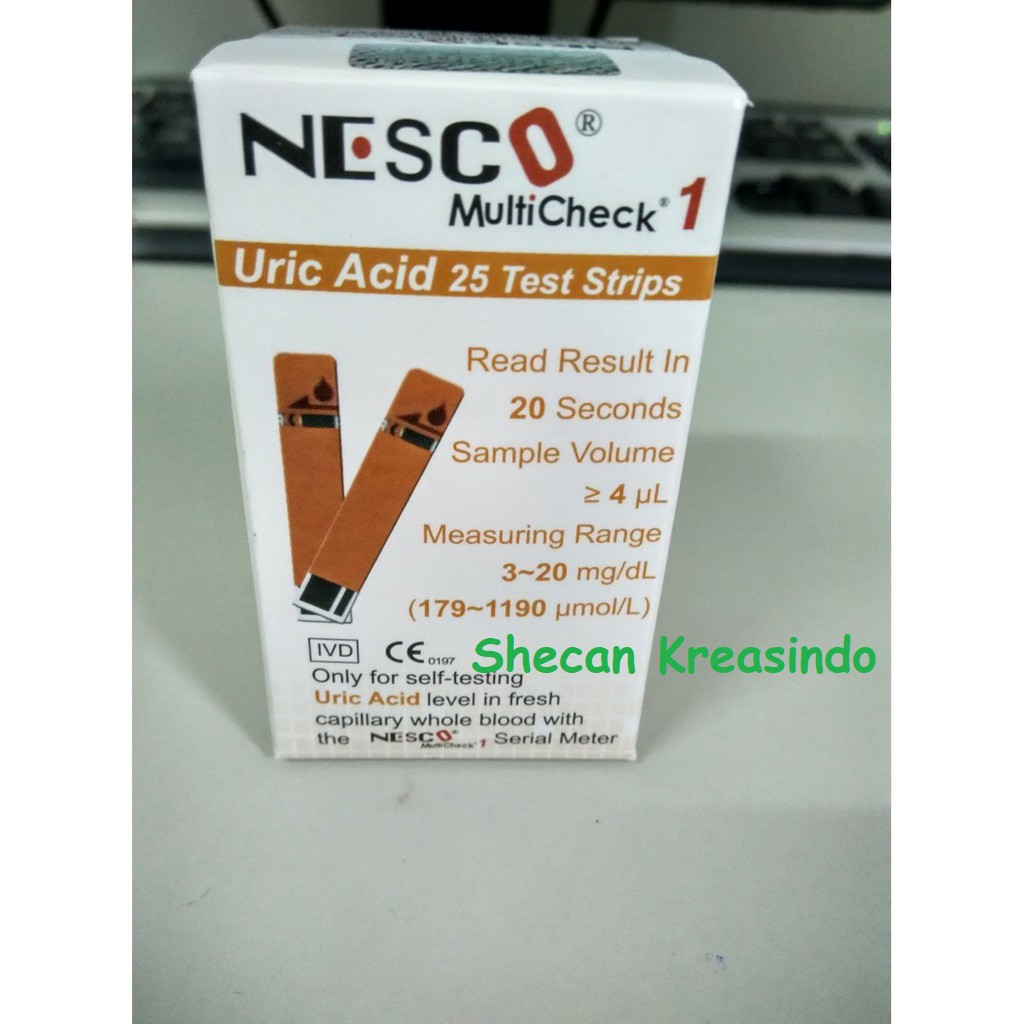 NESCO®
MultiCheck® 1
Uric Acid 25 Test Strips
Read Result In
20 Seconds
Sample Volume
≥ 4 µL
Measuring Range
3~20 mg/dL
(179~1190 µmol/L)
IVD CE 0197
Shecan Kreasindo
Only for self-testing
Uric Acid level in fresh
capillary whole blood with
the NESCO® MultiCheck® 1 Serial Meter